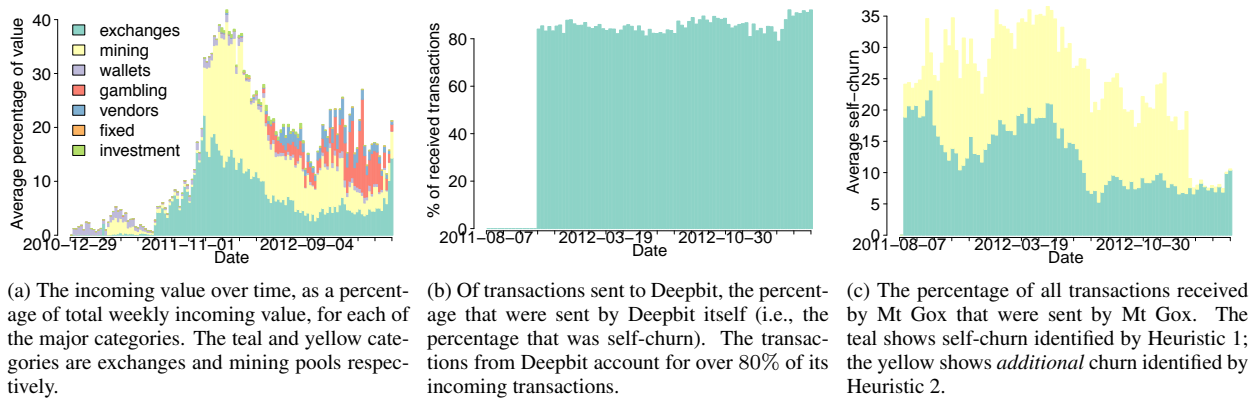 Average percentage of value
40
30
20
10
0
exchanges
mining
wallets
gambling
vendors
fixed
investment
2010−12−29
2011−11−01
2012−09−04
Date
% of received transactions
80
60
40
20
0
2011−08−07
2012−03−19
2012−10−30
Date
Average self−churn
35
30
25
20
15
10
5
0
2011−08−07
2012−03−19
2012−10−30
Date
(a) The incoming value over time, as a percent-
age of total weekly incoming value, for each of
the major categories. The teal and yellow cate-
gories are exchanges and mining pools respec-
tively.
(b) Of transactions sent to Deepbit, the percent-
age that were sent by Deepbit itself (i.e., the
percentage that was self-churn). The transac-
tions from Deepbit account for over 80% of its
incoming transactions.
(c) The percentage of all transactions received
by Mt Gox that were sent by Mt Gox. The
teal shows self-churn identified by Heuristic 1;
the yellow shows additional churn identified by
Heuristic 2.